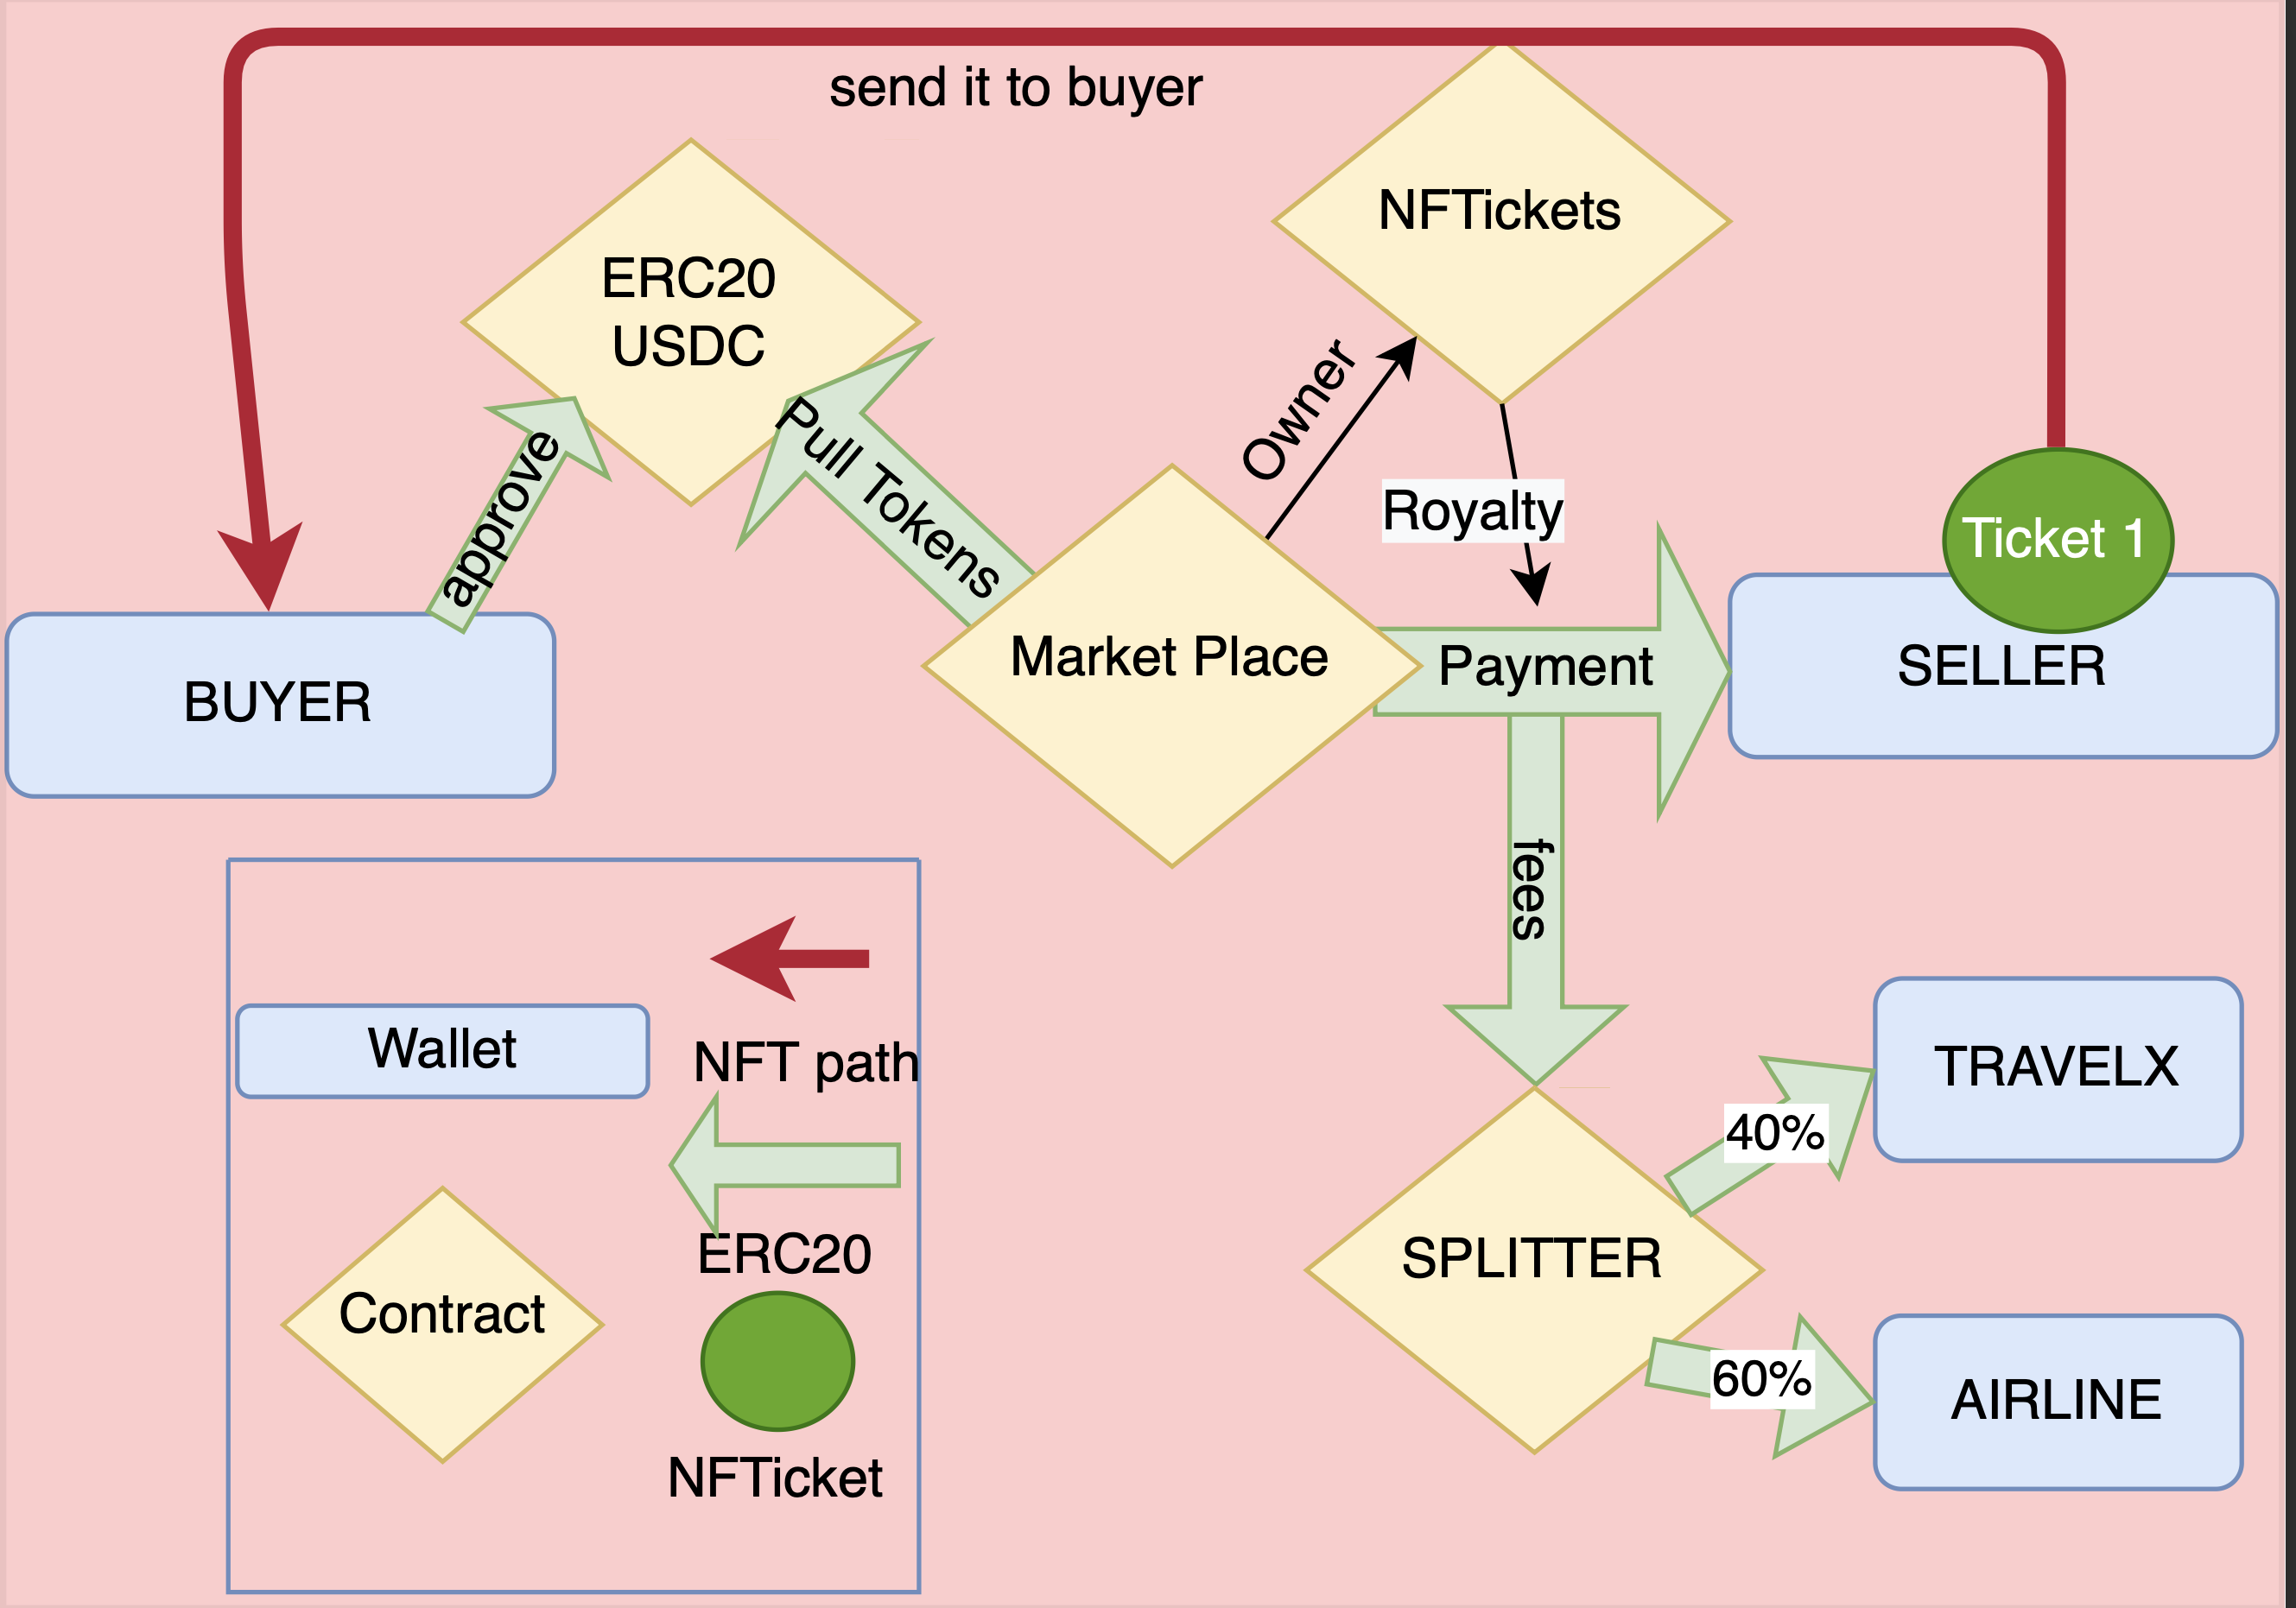 send it to buyer
NFTickets
ERC20
USDC
Owner
approve
Pulll Tokens
Royalty
Ticket 1
Market Place
Payment
SELLER
BUYER
fees
NFT path
Wallet
TRAVELX
40%
ERC20
SPLITTER
Contract
60%
AIRLINE
NFTicket